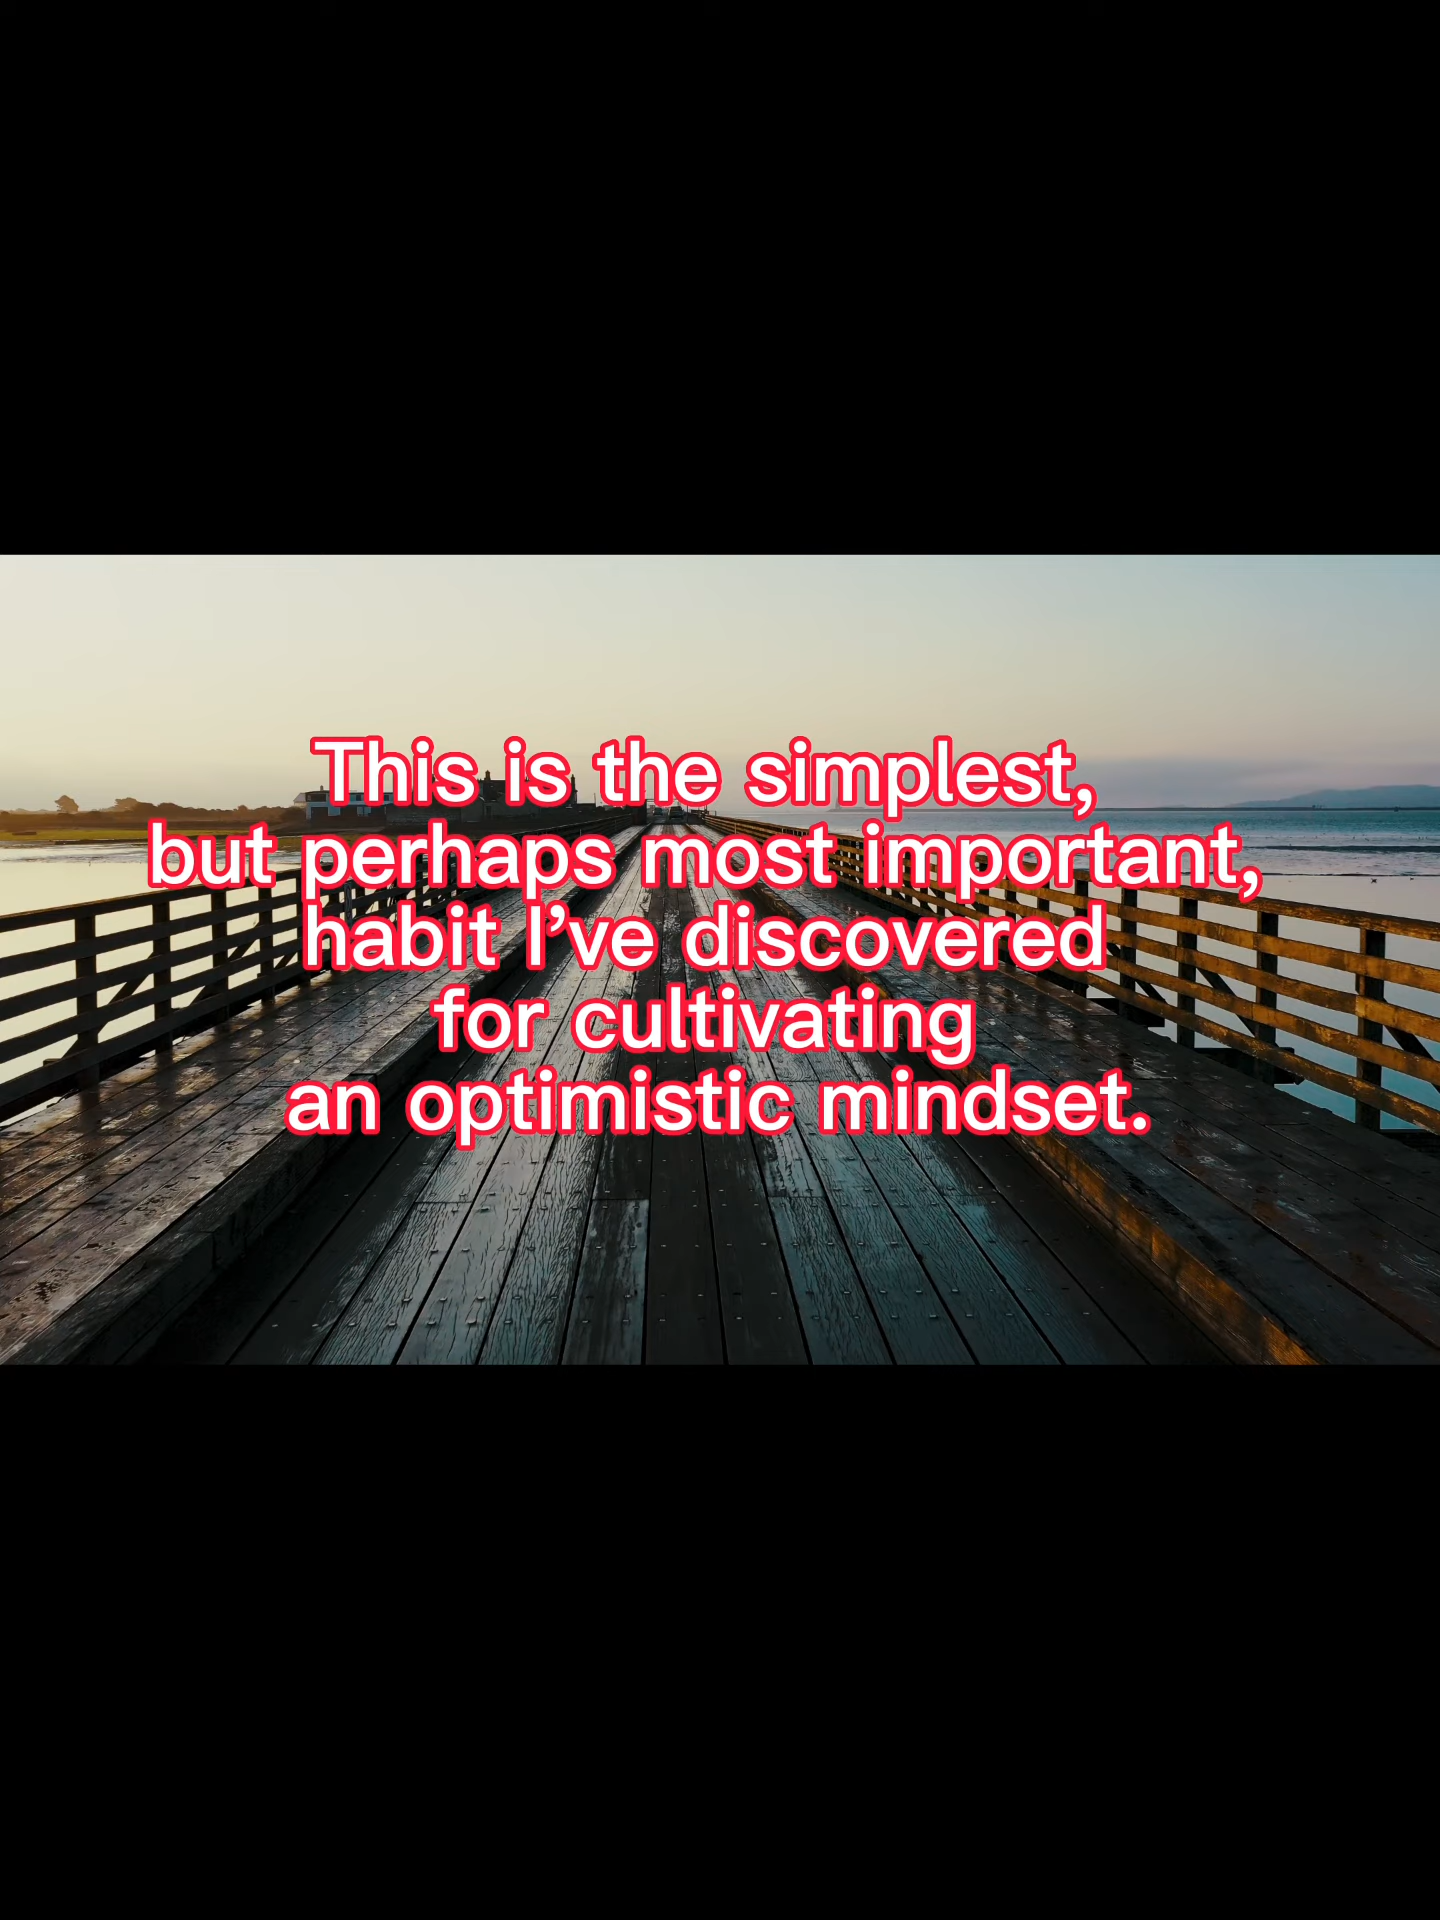 This is the simplest,
but perhaps most important,
habit I’ve discovered
for cultivating
an optimistic mindset.